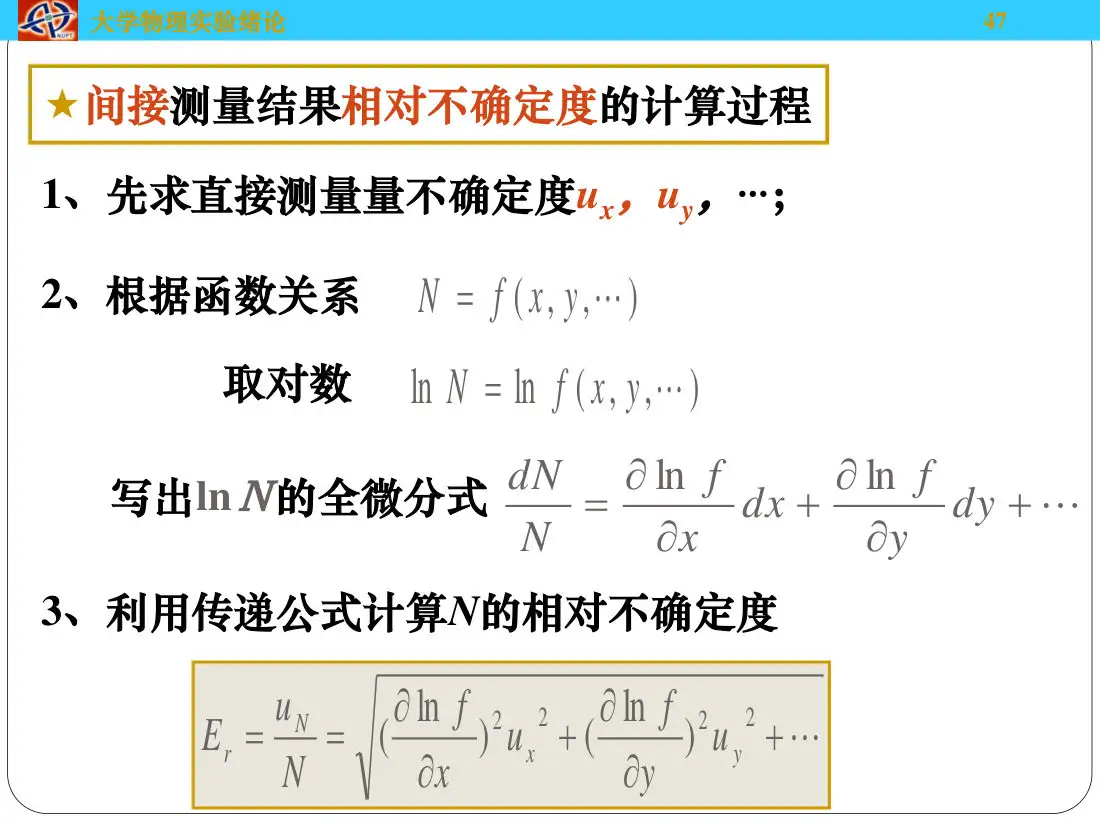 大学物理实验绪论 47
★间接测量结果相对不确定度的计算过程
1、先求直接测量量不确定度uₓ，u_y，…；
2、根据函数关系 N = f(x, y, …)
取对数 ln N = ln f(x, y, …)
写出ln N的全微分式 dN/N = ∂ln f/∂x dx + ∂ln f/∂y dy + …
3、利用传递公式计算N的相对不确定度
E_r = u_N/N = √((∂ln f/∂x)² u_x² + (∂ln f/∂y)² u_y² + …)